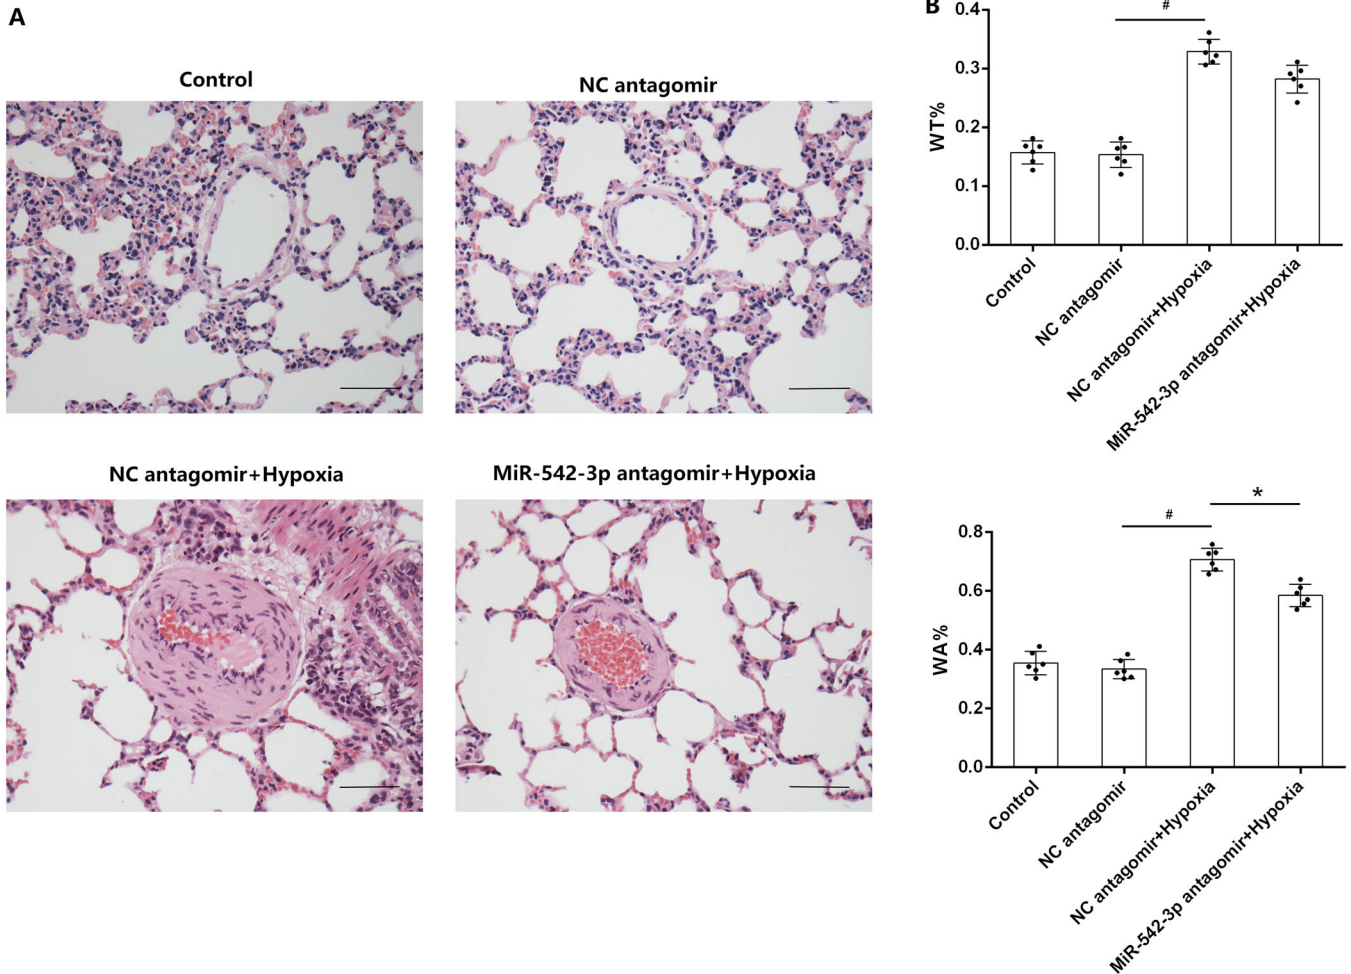 A
Control
NC antagomir
NC antagomir+Hypoxia
MiR-542-3p antagomir+Hypoxia
B
#
WT%
0.4
0.3
0.2
0.1
0.0
Control
NC antagomir
NC antagomir+Hypoxia
MiR-542-3p antagomir+Hypoxia
#
*
WA%
0.8
0.6
0.4
0.2
0.0
Control
NC antagomir
NC antagomir+Hypoxia
MiR-542-3p antagomir+Hypoxia